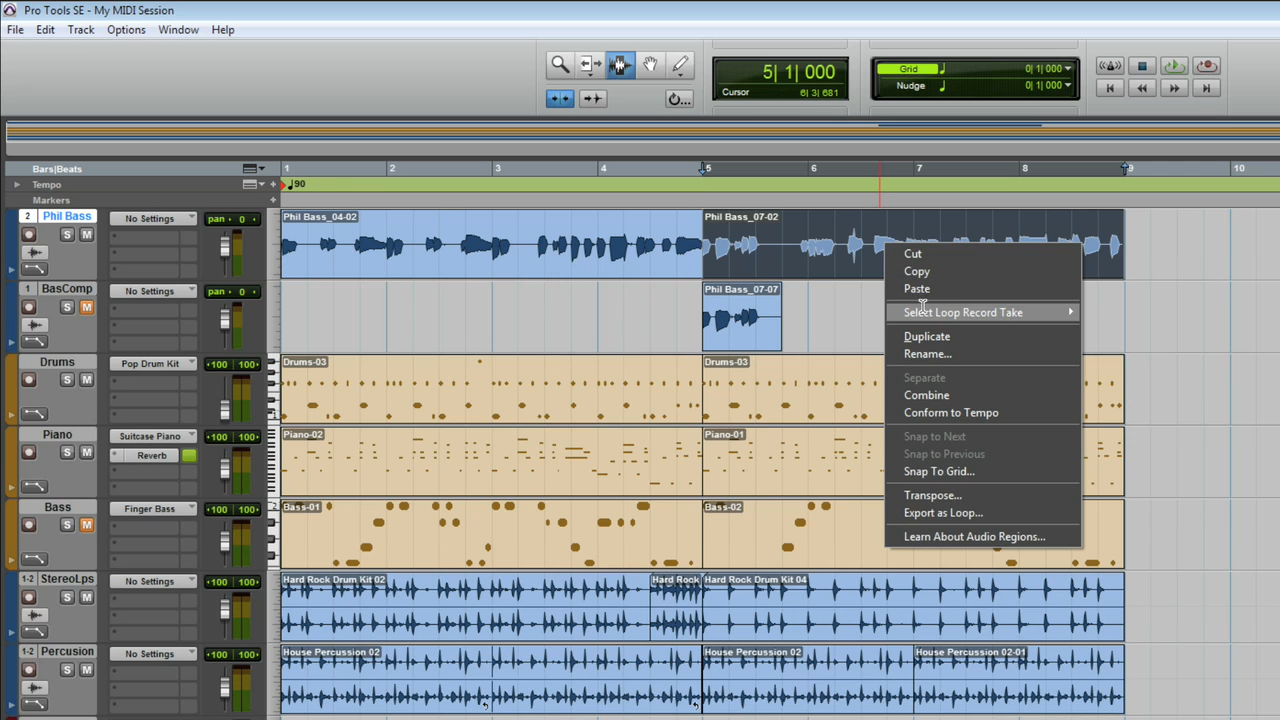 Pro Tools SE - My MIDI Session
File Edit Track Options Window Help
5| 1| 000
Cursor 6| 3| 681
Grid 0| 1| 000
Nudge 0| 1| 000
Bars|Beats 1 2 3 4 5 6 7 8 9 10
Tempo 90
Markers
2 Phil Bass No Settings pan 0 Phil Bass_04-02 Phil Bass_07-02
S M
1 BasComp No Settings pan 0 Phil Bass_07-07
S M
Drums Pop Drum Kit 100 100 Drums-03 Drums-03
S M
Piano Suitcase Piano 100 100 Piano-02 Piano-01
S M Reverb
Bass Finger Bass 100 100 Bass-01 Bass-02
S M
1-2 StereoLps No Settings 100 100 Hard Rock Drum Kit 02 Hard Rock Hard Rock Drum Kit 04
S M
1-2 Percussion No Settings 100 100 House Percussion 02 House Percussion 02 House Percussion 02-01
S M
Cut
Copy
Paste
Select Loop Record Take
Duplicate
Rename...
Separate
Combine
Conform to Tempo
Snap to Next
Snap to Previous
Snap To Grid...
Transpose...
Export as Loop...
Learn About Audio Regions...